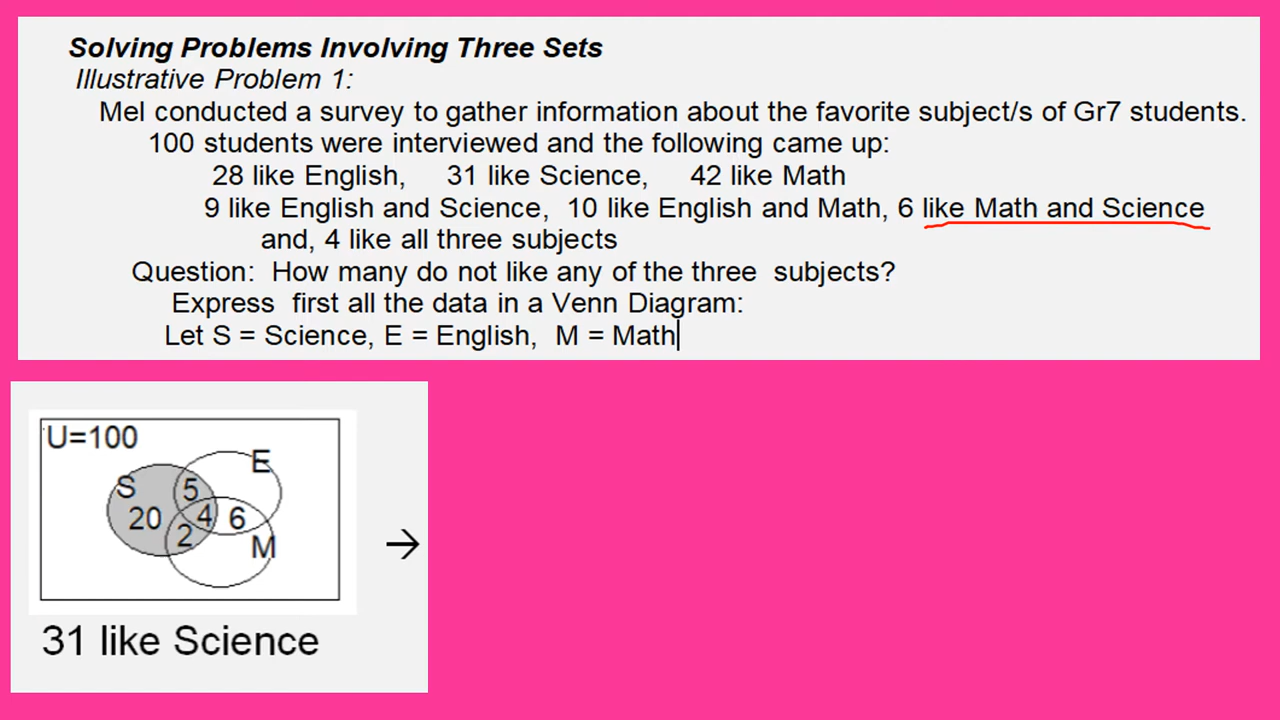 Solving Problems Involving Three Sets
Illustrative Problem 1:
Mel conducted a survey to gather information about the favorite subject/s of Gr7 students.
100 students were interviewed and the following came up:
28 like English, 31 like Science, 42 like Math
9 like English and Science, 10 like English and Math, 6 like Math and Science
and, 4 like all three subjects
Question: How many do not like any of the three subjects?
Express first all the data in a Venn Diagram:
Let S = Science, E = English, M = Math
U=100
E
S
5
20
4
6
2
M
→
31 like Science